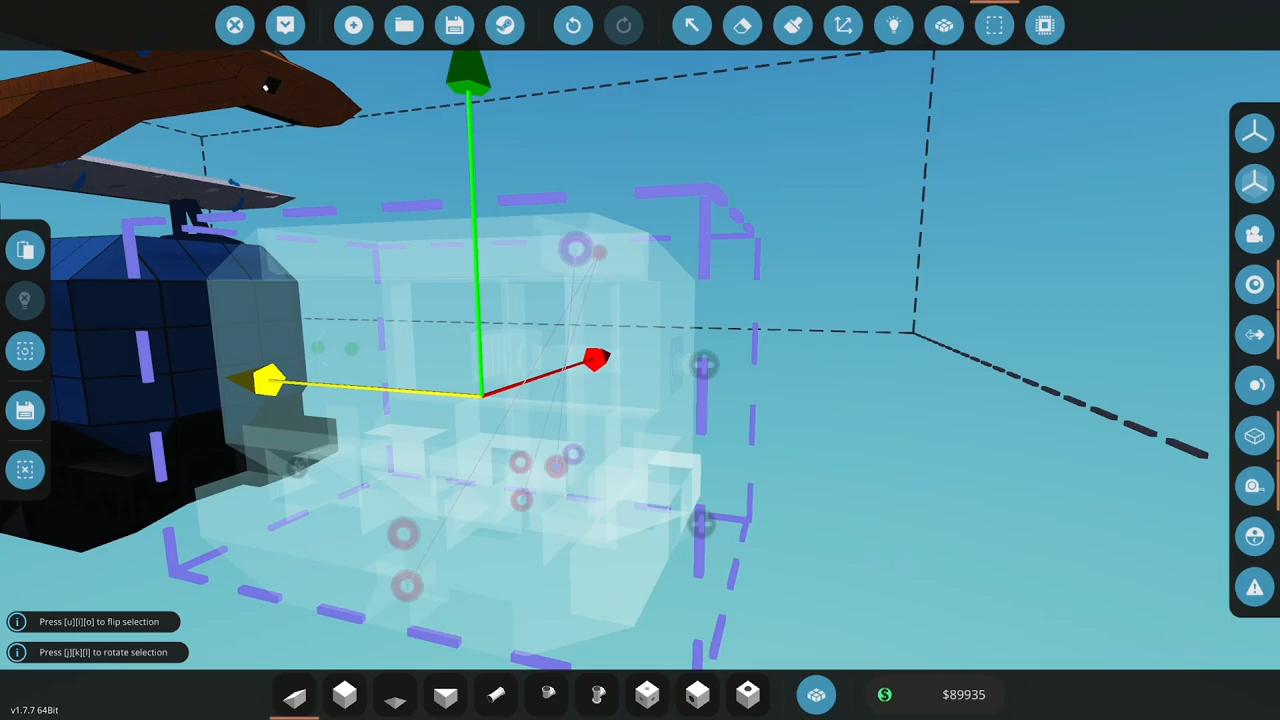 Press [u][i][o] to flip selection
Press [j][k][l] to rotate selection
$89935
v1.7.7 64Bit